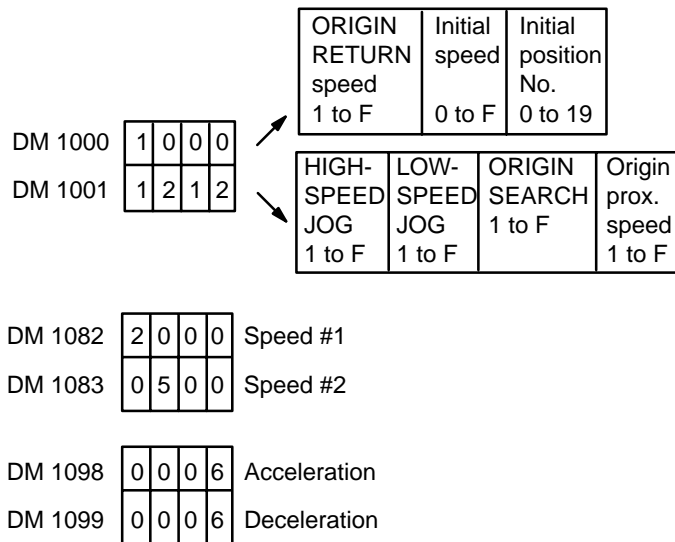 ORIGIN RETURN speed 1 to F
Initial speed 0 to F
Initial position No. 0 to 19
DM 1000 1 0 0 0
DM 1001 1 2 1 2
HIGH-SPEED JOG 1 to F
LOW-SPEED JOG 1 to F
ORIGIN SEARCH 1 to F
Origin prox. speed 1 to F
DM 1082 2 0 0 0 Speed #1
DM 1083 0 5 0 0 Speed #2
DM 1098 0 0 0 6 Acceleration
DM 1099 0 0 0 6 Deceleration